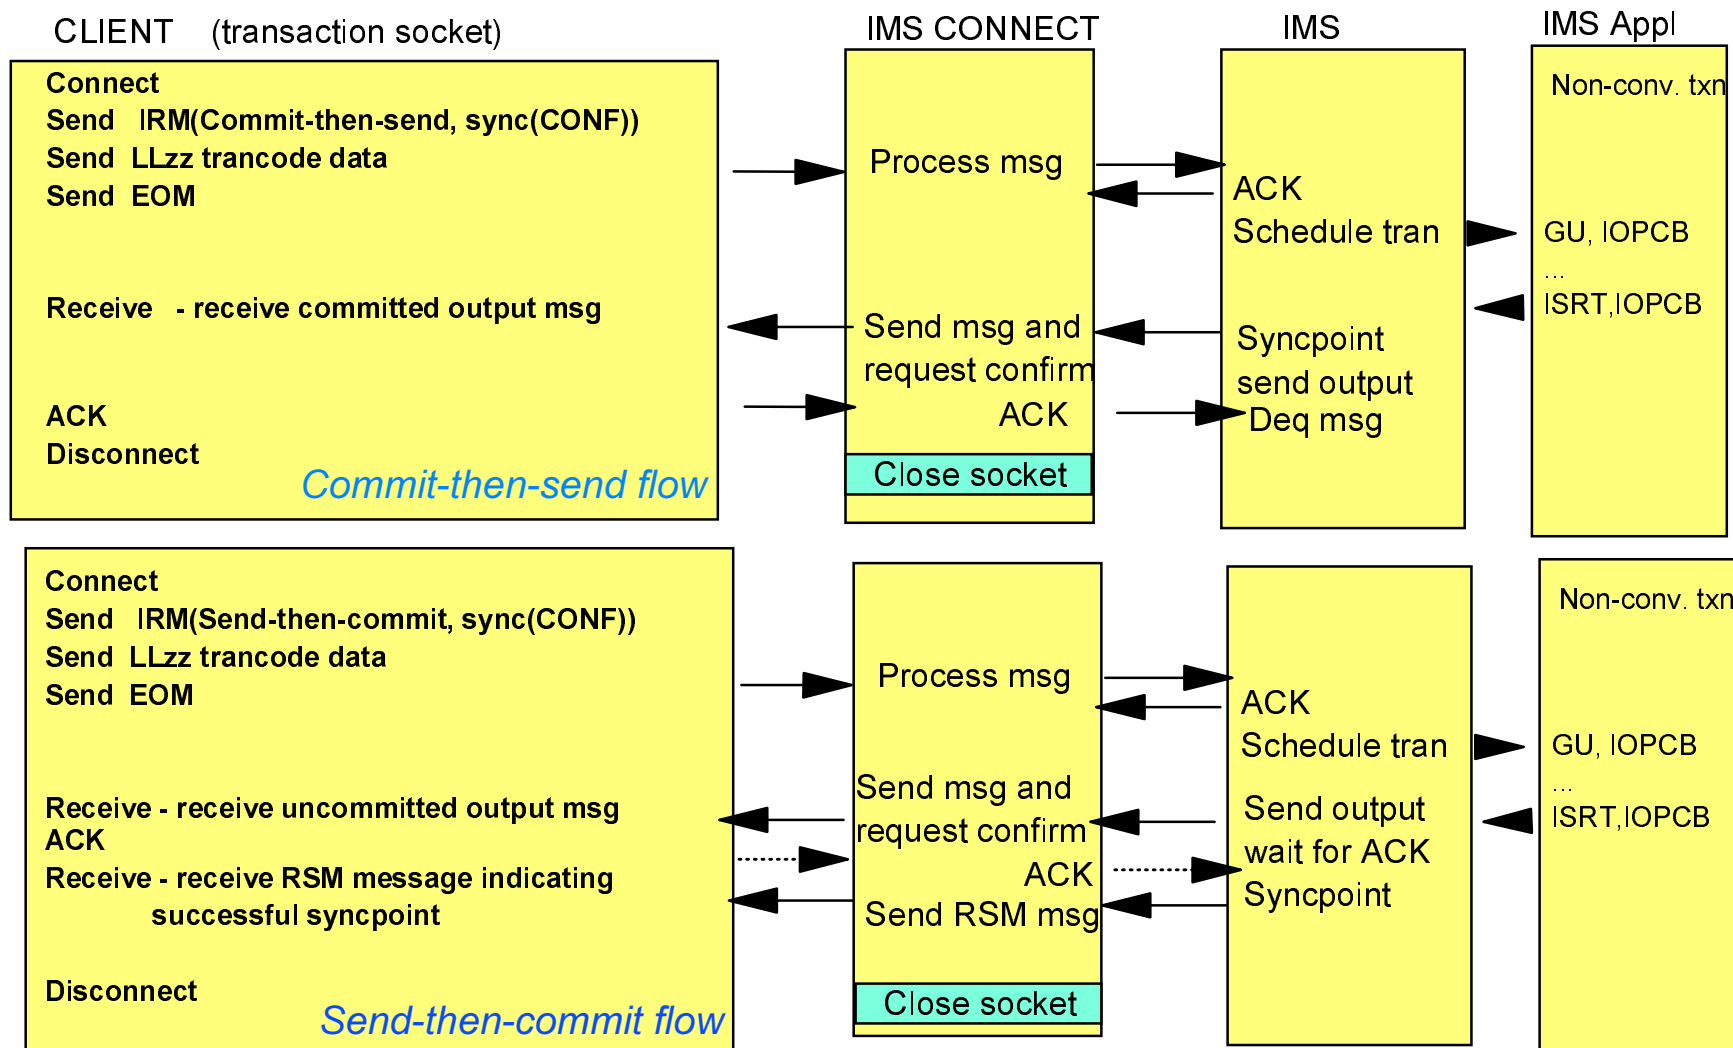 CLIENT (transaction socket)
IMS CONNECT
IMS
IMS Appl
Connect
Send IRM(Commit-then-send, sync(CONF))
Send LLzz trancode data
Send EOM
Receive - receive committed output msg
ACK
Disconnect
Commit-then-send flow
Process msg
Send msg and
request confirm
ACK
Close socket
ACK
Schedule tran
Syncpoint
send output
Deq msg
Non-conv. txn
GU, IOPCB
...
ISRT,IOPCB
Connect
Send IRM(Send-then-commit, sync(CONF))
Send LLzz trancode data
Send EOM
Receive - receive uncommitted output msg
ACK
Receive - receive RSM message indicating
successful syncpoint
Disconnect
Send-then-commit flow
Process msg
Send msg and
request confirm
ACK
Send RSM msg
Close socket
ACK
Schedule tran
Send output
wait for ACK
Syncpoint
Non-conv. txn
GU, IOPCB
...
ISRT,IOPCB